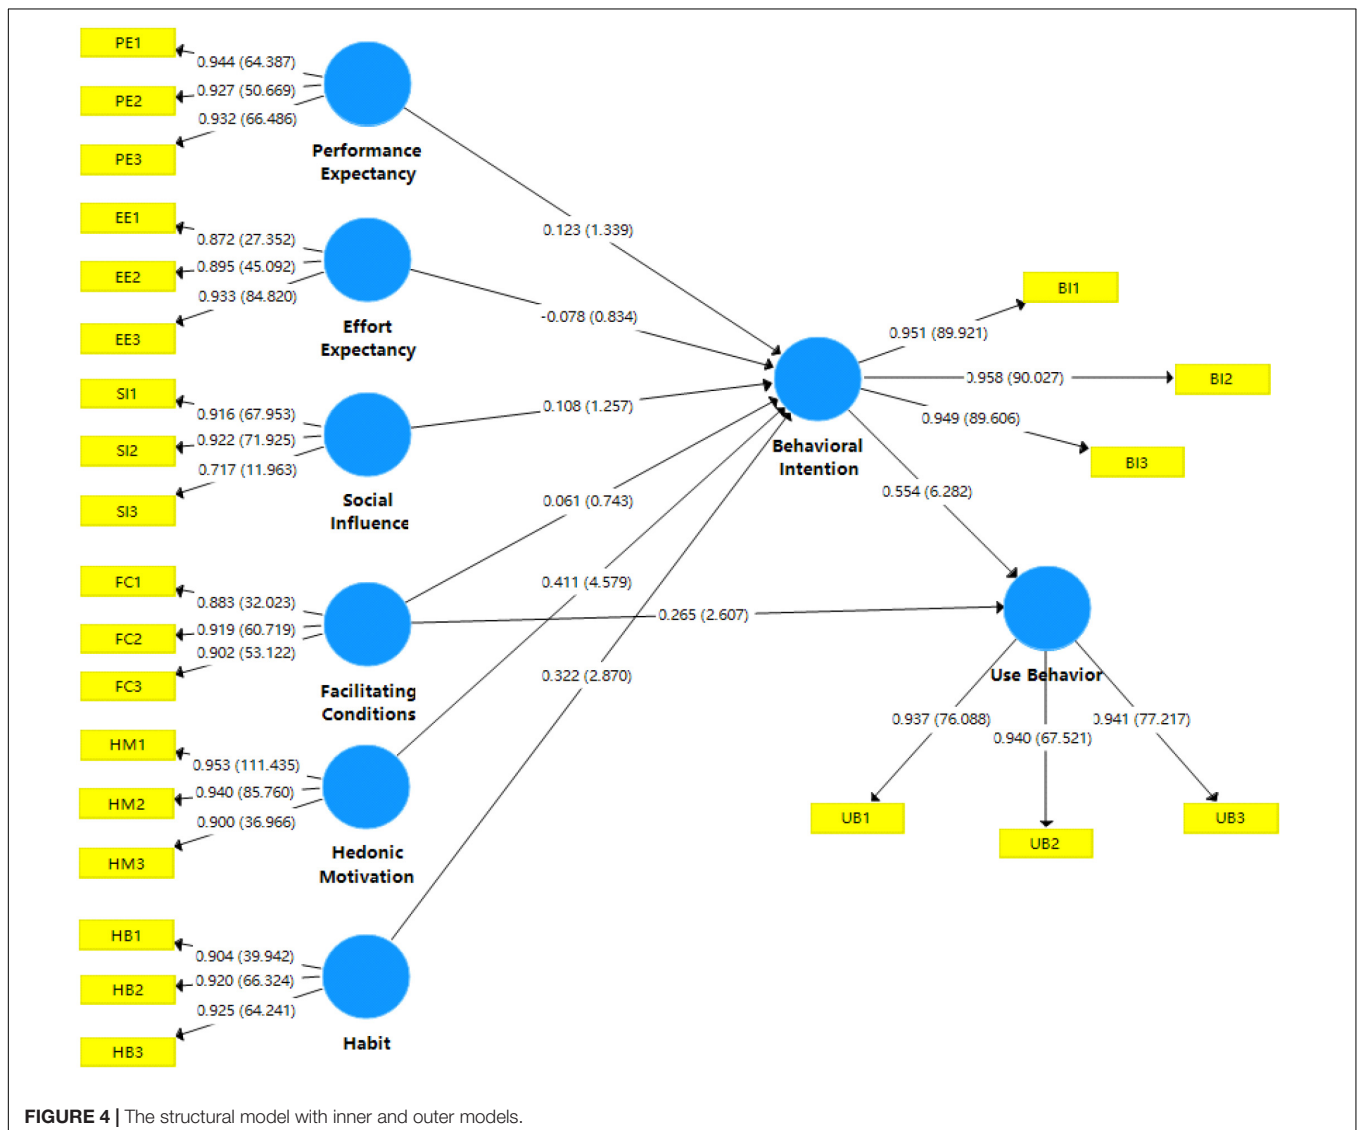 PE1
0.944 (64.387)
PE2
0.927 (50.669)
0.932 (66.486)
PE3
Performance
Expectancy
EE1
0.872 (27.352)
EE2
0.895 (45.092)
0.933 (84.820)
EE3
Effort
Expectancy
SI1
0.916 (67.953)
SI2
0.922 (71.925)
0.717 (11.963)
SI3
Social
Influence
FC1
0.883 (32.023)
FC2
0.919 (60.719)
0.902 (53.122)
FC3
Facilitating
Conditions
HM1
0.953 (111.435)
HM2
0.940 (85.760)
0.900 (36.966)
HM3
Hedonic
Motivation
HB1
0.904 (39.942)
HB2
0.920 (66.324)
0.925 (64.241)
HB3
Habit
0.123 (1.339)
-0.078 (0.834)
0.108 (1.257)
0.061 (0.743)
0.411 (4.579)
0.265 (2.607)
0.322 (2.870)
Behavioral
Intention
BI1
0.951 (89.921)
0.958 (90.027)
BI2
0.949 (89.606)
BI3
0.554 (6.282)
Use Behavior
0.937 (76.088)
0.940 (67.521)
0.941 (77.217)
UB1
UB2
UB3
FIGURE 4 | The structural model with inner and outer models.